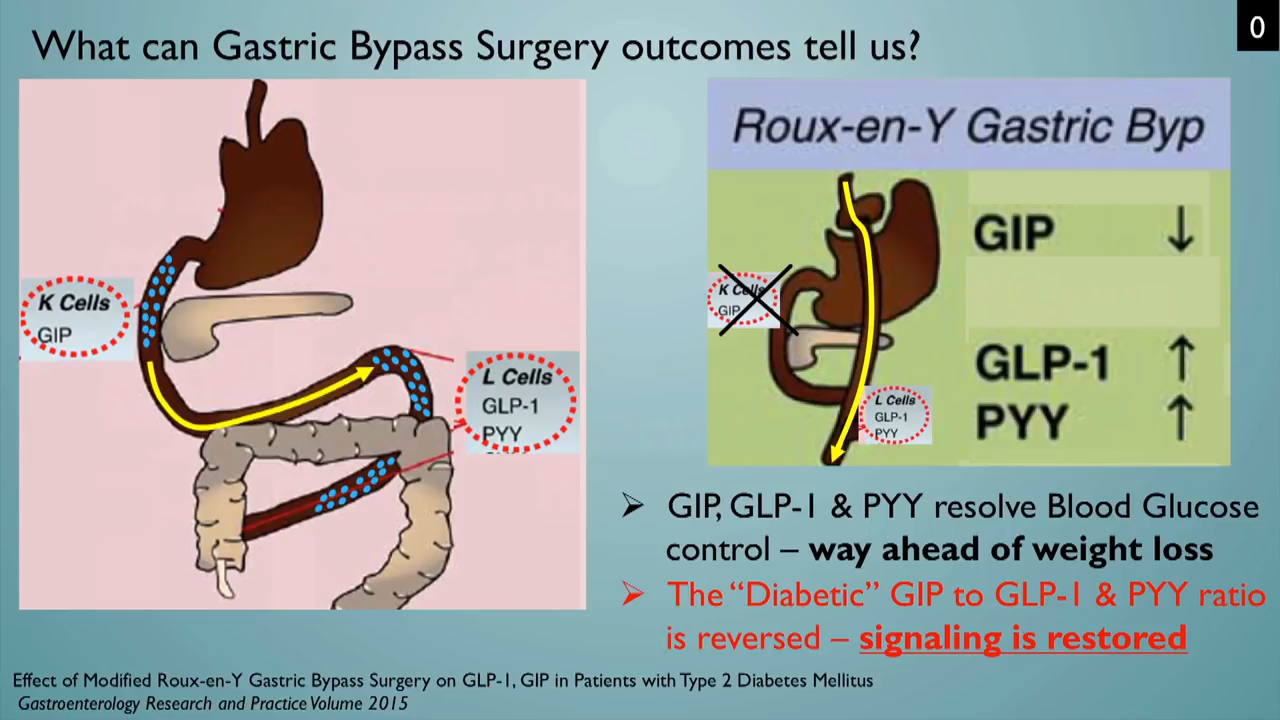 What can Gastric Bypass Surgery outcomes tell us?
0
K Cells
GIP
L Cells
GLP-1
PYY
Roux-en-Y Gastric Byp
K Cells
GIP
L Cells
GLP-1
PYY
GIP ↓
GLP-1 ↑
PYY ↑
➢ GIP, GLP-1 & PYY resolve Blood Glucose
control – way ahead of weight loss
➢ The “Diabetic” GIP to GLP-1 & PYY ratio
is reversed – signaling is restored
Effect of Modified Roux-en-Y Gastric Bypass Surgery on GLP-1, GIP in Patients with Type 2 Diabetes Mellitus
Gastroenterology Research and Practice Volume 2015